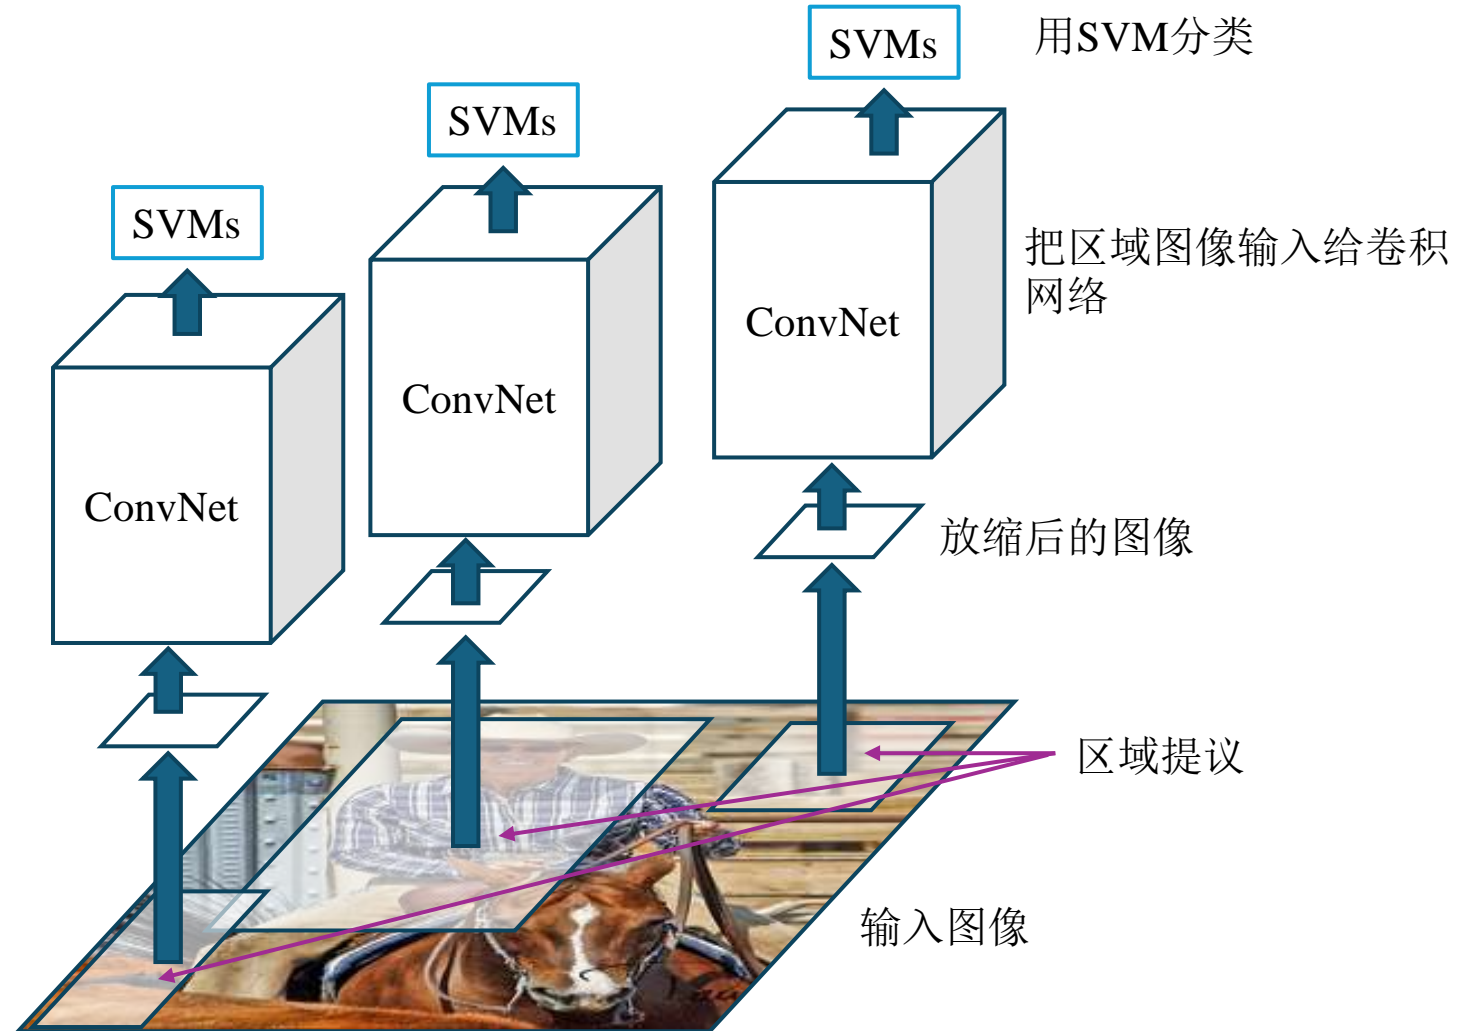 SVMs
用SVM分类
SVMs
SVMs
把区域图像输入给卷积
网络
ConvNet
ConvNet
ConvNet
放缩后的图像
区域提议
输入图像